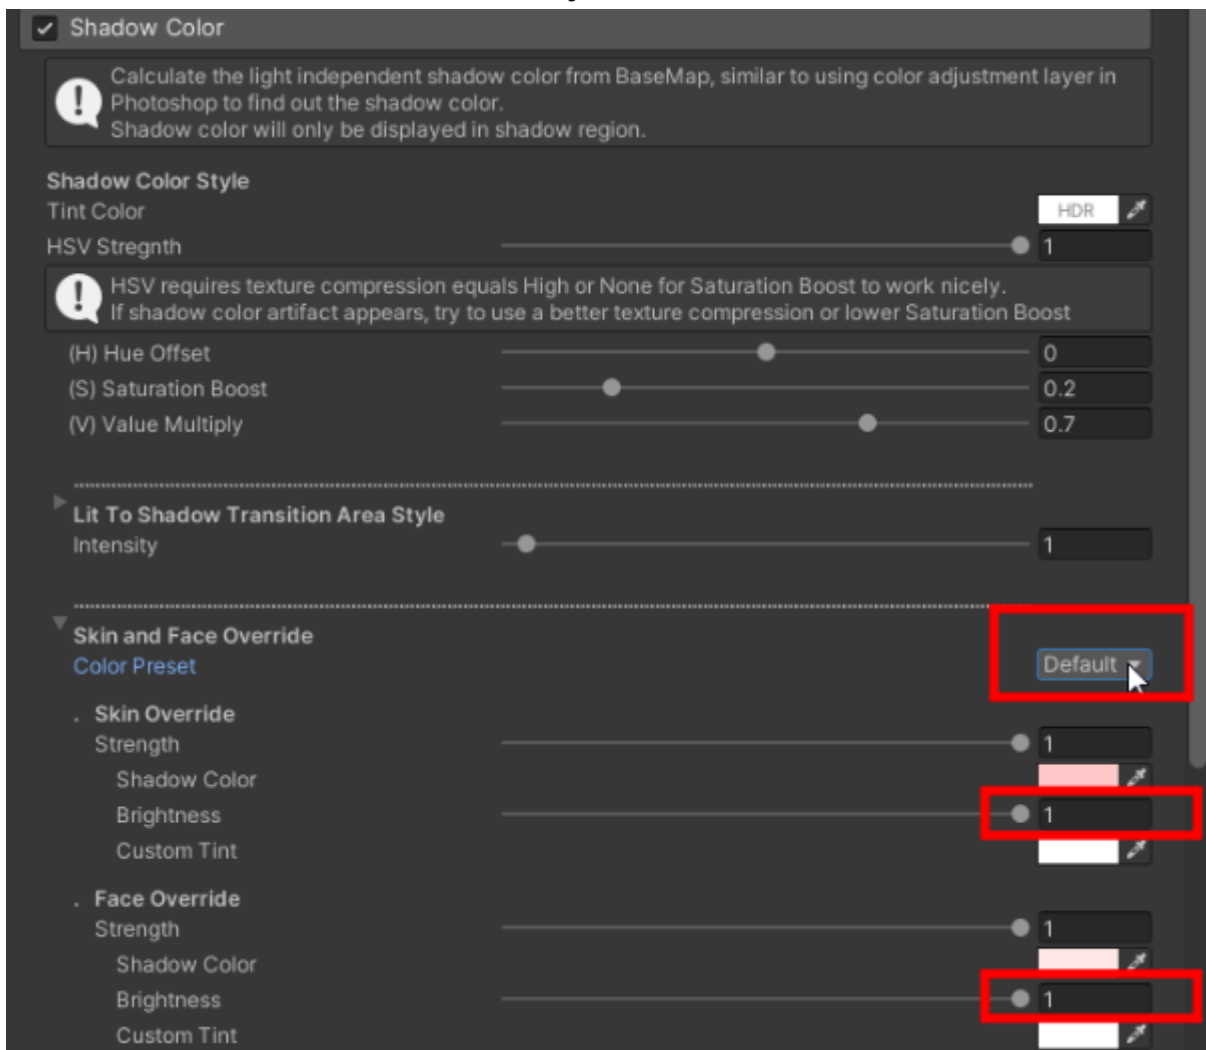 Shadow Color
Calculate the light independent shadow color from BaseMap, similar to using color adjustment layer in
Photoshop to find out the shadow color.
Shadow color will only be displayed in shadow region.
Shadow Color Style
Tint Color HDR
HSV Stregnth 1
HSV requires texture compression equals High or None for Saturation Boost to work nicely.
If shadow color artifact appears, try to use a better texture compression or lower Saturation Boost
(H) Hue Offset 0
(S) Saturation Boost 0.2
(V) Value Multiply 0.7
Lit To Shadow Transition Area Style
Intensity 1
Skin and Face Override
Color Preset Default
. Skin Override
Strength 1
Shadow Color
Brightness 1
Custom Tint
. Face Override
Strength 1
Shadow Color
Brightness 1
Custom Tint